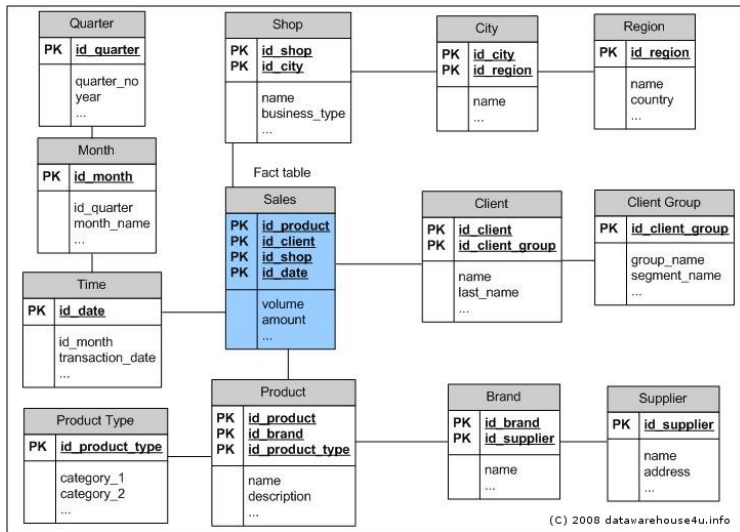 Quarter
PK id_quarter
quarter_no
year
...
Shop
PK id_shop
PK id_city
name
business_type
...
City
PK id_city
PK id_region
name
...
Region
PK id_region
name
country
...
Month
PK id_month
id_quarter
month_name
...
Fact table
Sales
PK id_product
PK id_client
PK id_shop
PK id_date
volume
amount
...
Client
PK id_client
PK id_client_group
name
last_name
...
Client Group
PK id_client_group
group_name
segment_name
...
Time
PK id_date
id_month
transaction_date
...
Product Type
PK id_product_type
category_1
category_2
...
Product
PK id_product
PK id_brand
PK id_product_type
name
description
...
Brand
PK id_brand
PK id_supplier
name
...
Supplier
PK id_supplier
name
address
...
(C) 2008 datawarehouse4u.info